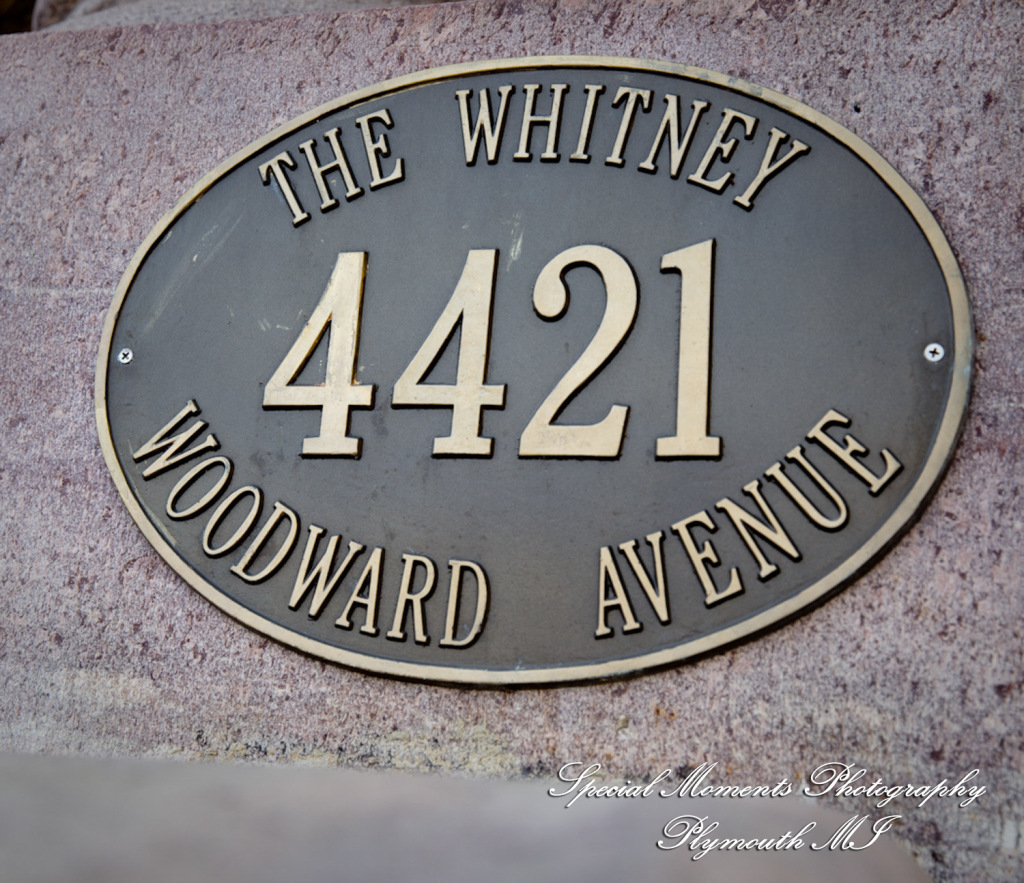 THE WHITNEY
4421
WOODWARD AVENUE
Special Moments Photography
Plymouth MI